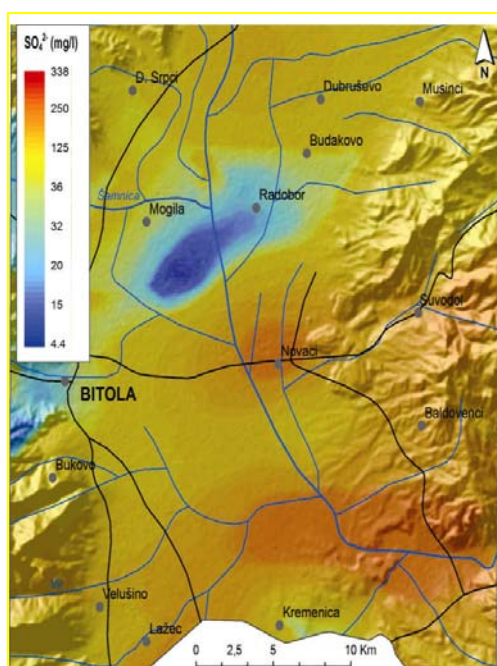 SO₄²⁻ (mg/l)
338
250
125
36
32
20
15
4.4
N
D. Srpci
Dubruševo
Musinci
Budakovo
Šemnica
Mogila
Radobor
Suvodol
Novaci
BITOLA
Baldovenci
Bukovo
Velušino
Lažec
Kremenica
0 2,5 5 10 Km